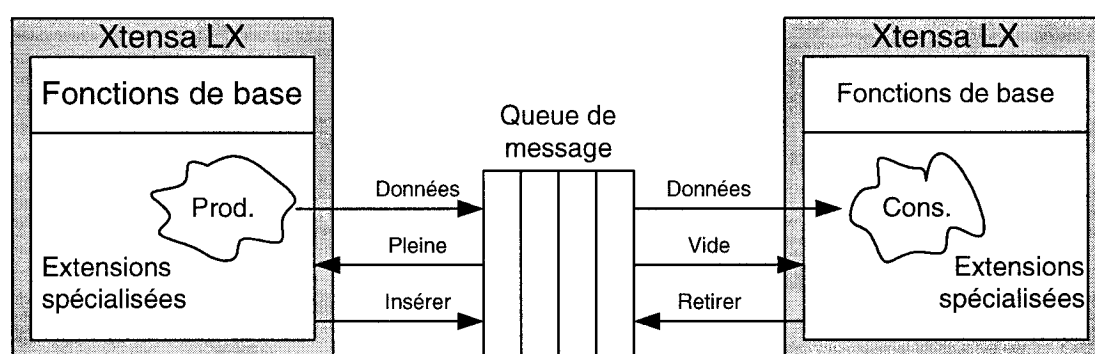 Xtensa LX
Fonctions de base
Prod.
Extensions
spécialisées
Queue de
message
Données
Pleine
Insérer
Données
Vide
Retirer
Xtensa LX
Fonctions de base
Cons.
Extensions
spécialisées